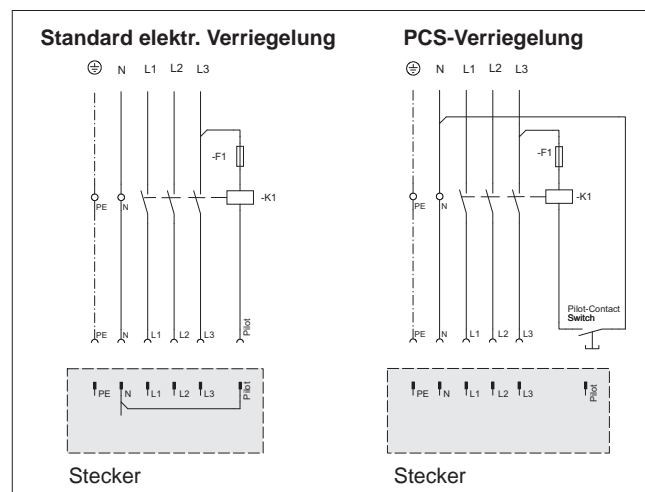 Standard elektr. Verriegelung
N L1 L2 L3
-F1
-K1
PE N
PE N L1 L2 L3 Pilot
PE N L1 L2 L3 Pilot
Stecker
PCS-Verriegelung
N L1 L2 L3
-F1
-K1
PE N
Pilot-Contact
Switch
PE N L1 L2 L3
PE N L1 L2 L3 Pilot
Stecker